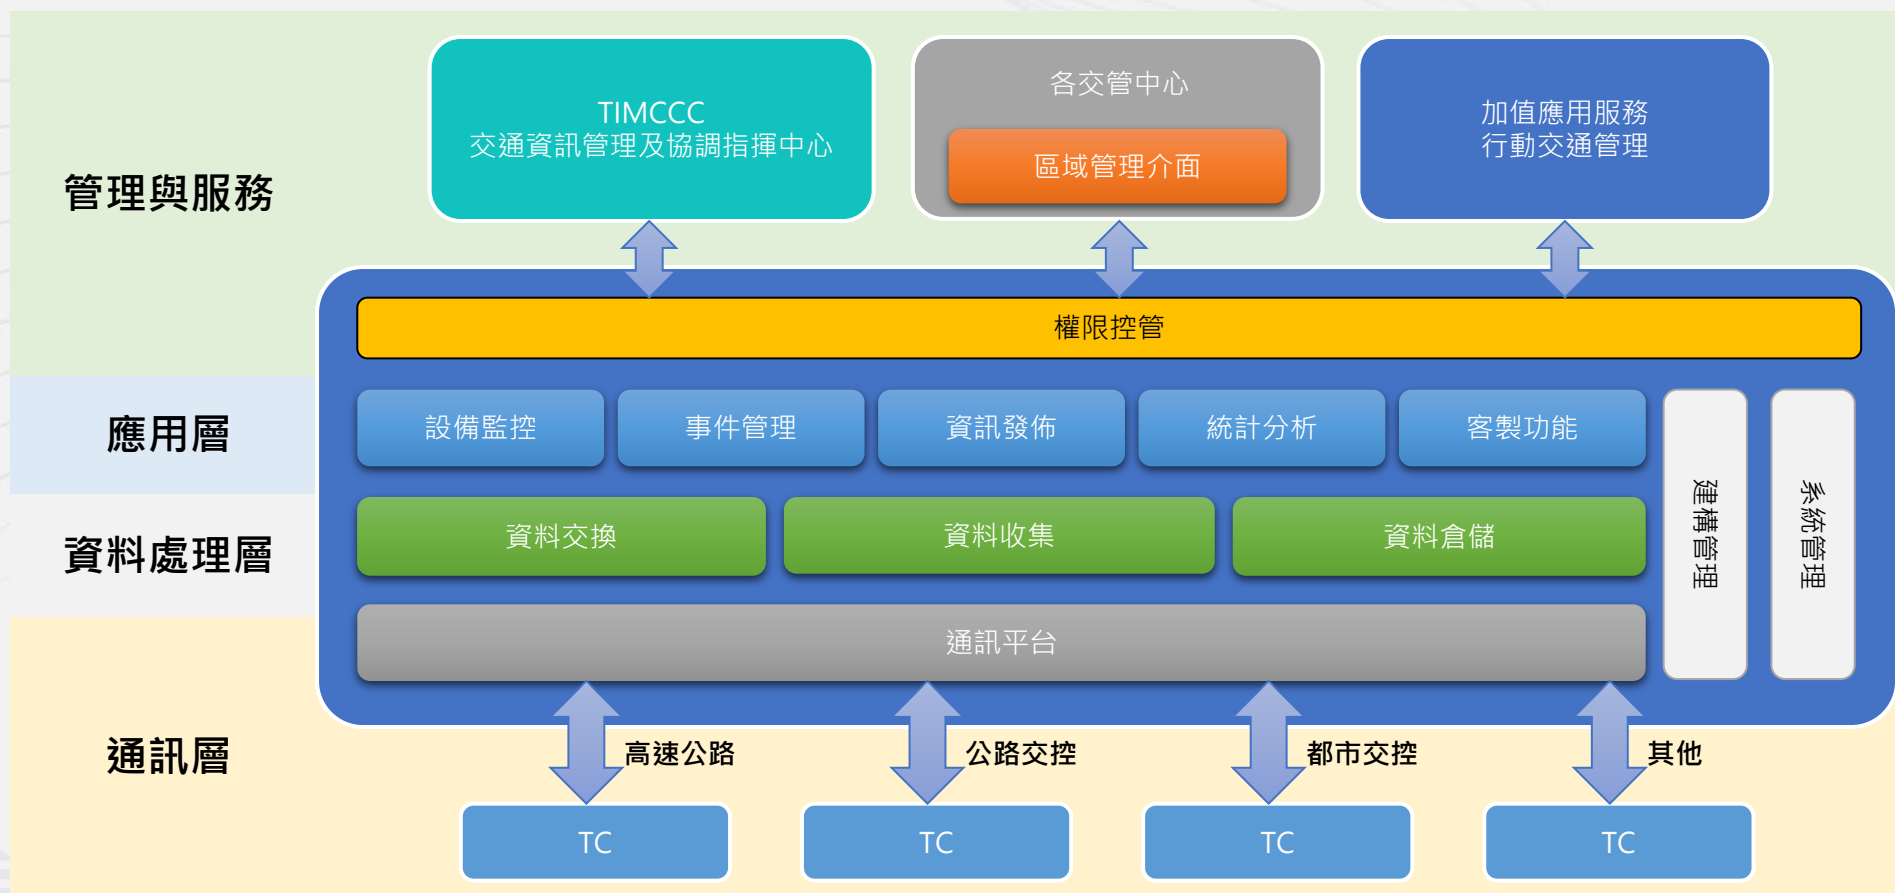 管理與服務
TIMCCC
交通資訊管理及協調指揮中心
各交管中心
區域管理介面
加值應用服務
行動交通管理
權限控管
應用層
設備監控
事件管理
資訊發佈
統計分析
客製功能
資料處理層
資料交換
資料收集
資料倉儲
建構管理
系統管理
通訊平台
通訊層
高速公路
公路交控
都市交控
其他
TC
TC
TC
TC